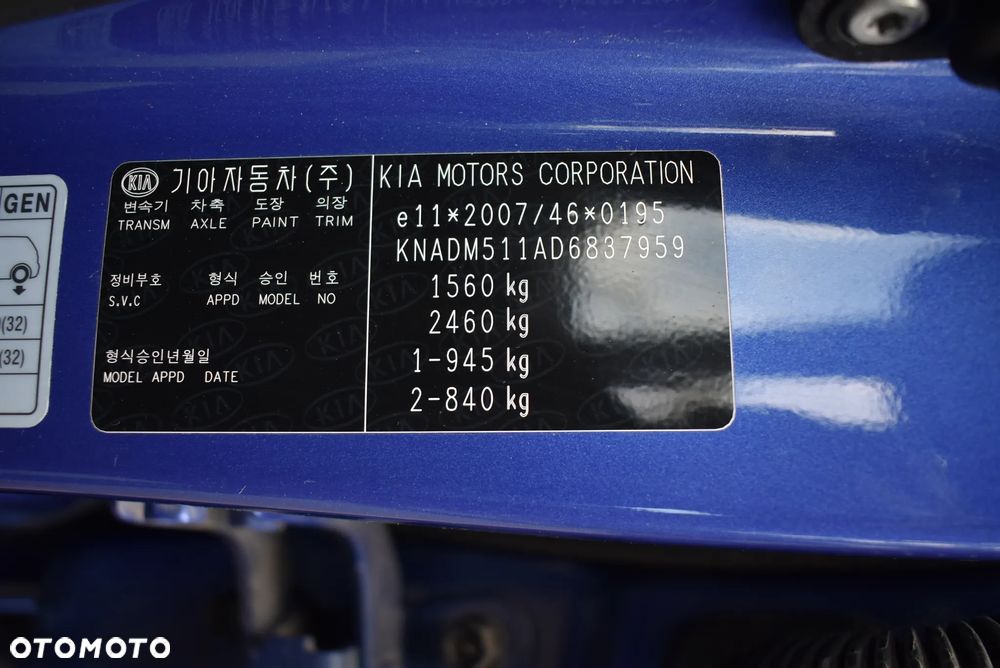 GEN
(32)
(32)
KIA 기아자동차(주)
변속기 차축 도장 의장
TRANSM AXLE PAINT TRIM
정비부호 형식 승인 번호
S.V.C APPD MODEL NO
형식승인년월일
MODEL APPD DATE
KIA MOTORS CORPORATION
e11*2007/46*0195
KNADM511AD6837959
1560 kg
2460 kg
1-945 kg
2-840 kg
OTOMOTO